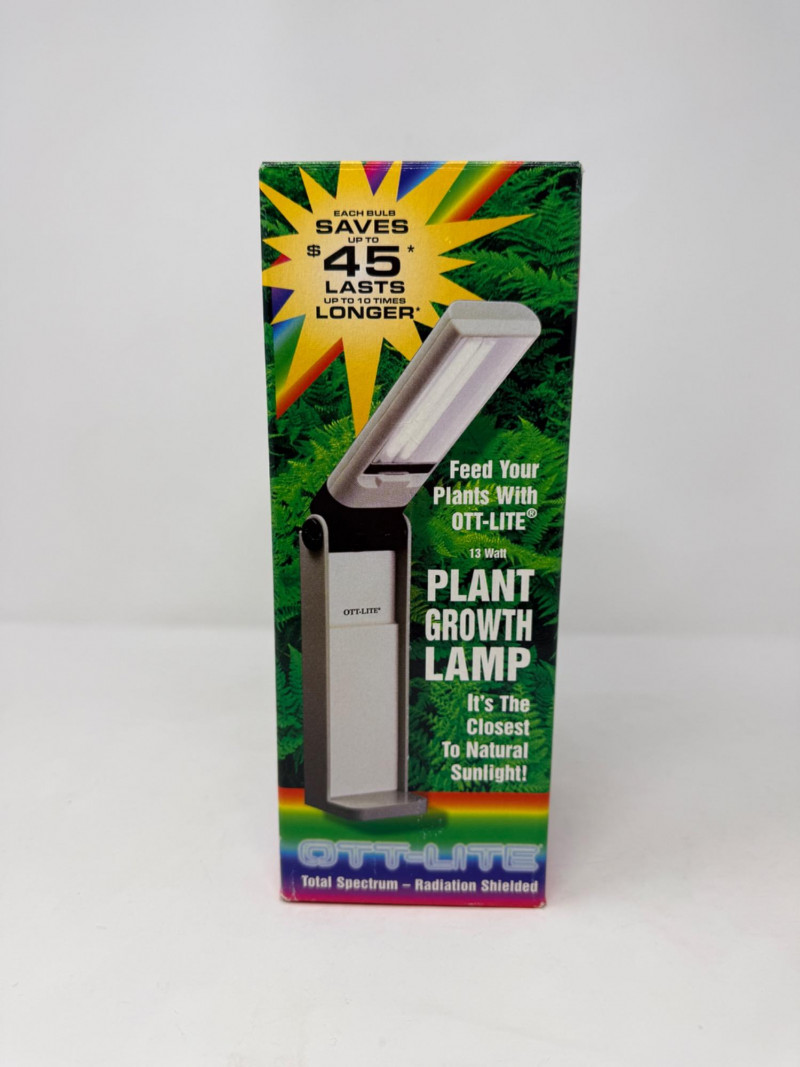 EACH BULB
SAVES
UP TO
$45*
LASTS
UP TO 10 TIMES
LONGER*
Feed Your
Plants With
OTT-LITE®
13 Watt
PLANT
GROWTH
LAMP
OTT-LITE®
It's The
Closest
To Natural
Sunlight!
OTT-LITE
Total Spectrum – Radiation Shielded